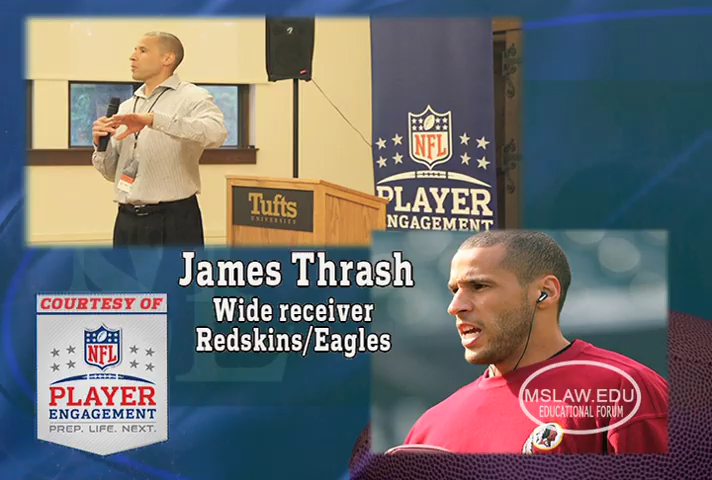 NFL
PLAYER
ENGAGEMENT
Tufts
UNIVERSITY
James Thrash
Wide receiver
Redskins/Eagles
COURTESY OF
NFL
PLAYER
ENGAGEMENT
PREP. LIFE. NEXT.
MSLAW.EDU
EDUCATIONAL FORUM